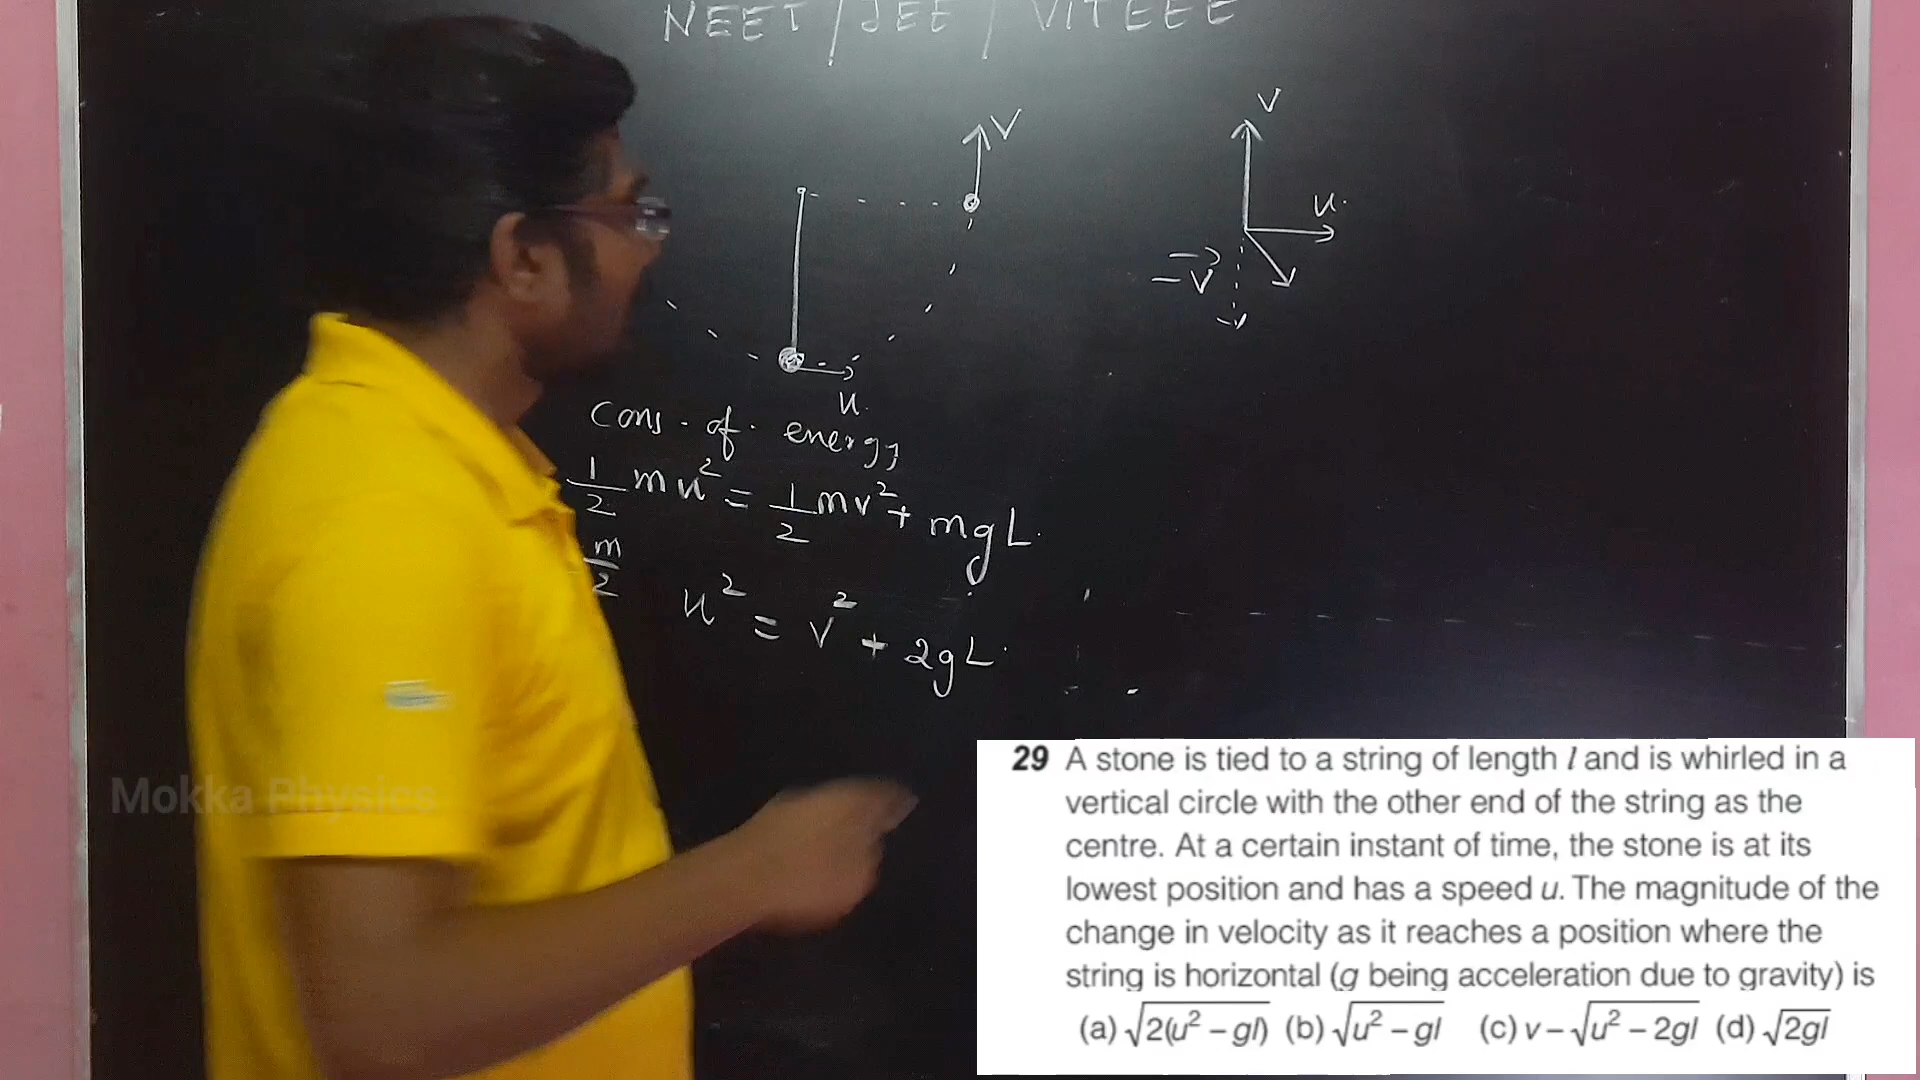 NEET / JEE / VITEEE
V
V
u.
-V
u.
Cons. of. energy
1/2 mu² = 1/2 mv² + mgL.
m/2
u² = v² + 2gL.
Mokka Physics
29 A stone is tied to a string of length l and is whirled in a
vertical circle with the other end of the string as the
centre. At a certain instant of time, the stone is at its
lowest position and has a speed u. The magnitude of the
change in velocity as it reaches a position where the
string is horizontal (g being acceleration due to gravity) is
(a) √2(u² – gl) (b) √u² – gl (c) v – √u² – 2gl (d) √2gl